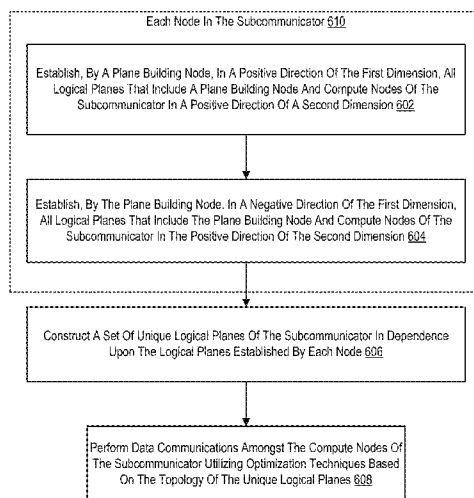 Each Node In The Subcommunicator 610
Establish, By A Plane Building Node, In A Positive Direction Of The First Dimension, All
Logical Planes That Include A Plane Building Node And Compute Nodes Of The
Subcommunicator In A Positive Direction Of A Second Dimension 602
Establish, By The Plane Building Node, In A Negative Direction Of The First Dimension,
All Logical Planes That Include The Plane Building Node And Compute Nodes Of The
Subcommunicator In The Positive Direction Of The Second Dimension 604
Construct A Set Of Unique Logical Planes Of The Subcommunicator In Dependence
Upon The Logical Planes Established By Each Node 606
Perform Data Communications Amongst The Compute Nodes Of
The Subcommunicator Utilizing Optimization Techniques Based
On The Topology Of The Unique Logical Planes 608